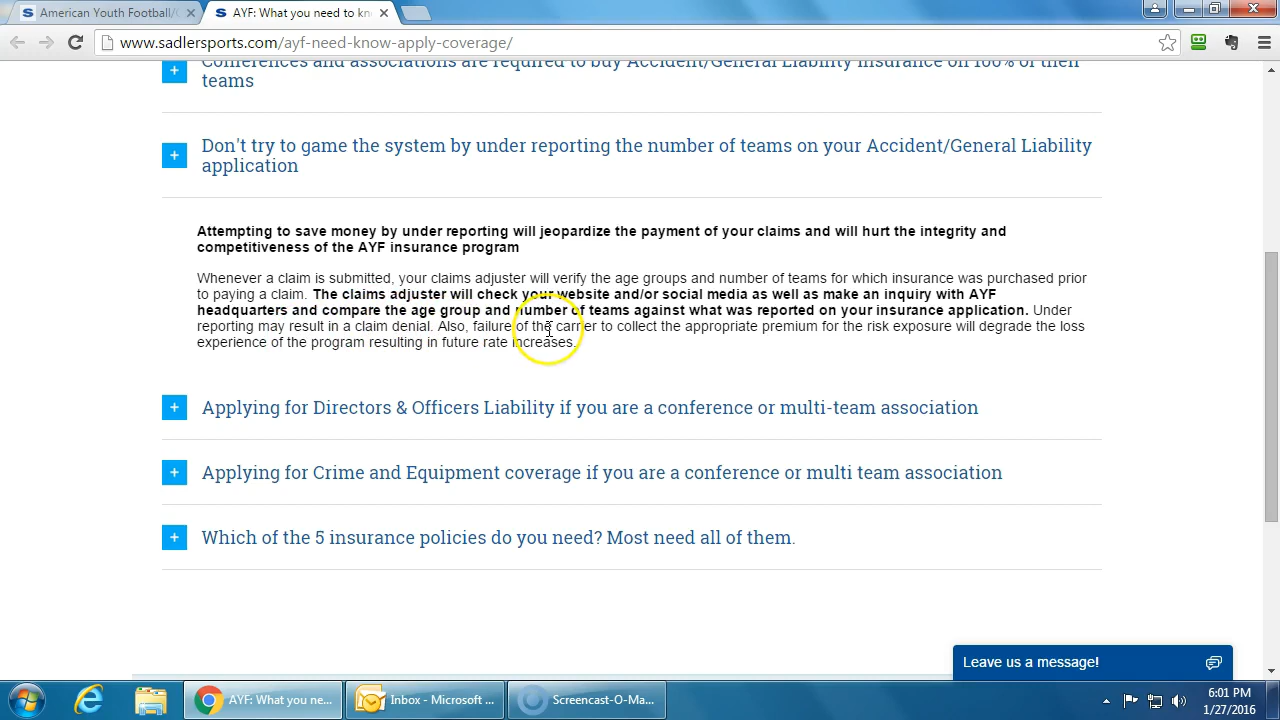 American Youth Football/C
AYF: What you need to kn
www.sadlersports.com/ayf-need-know-apply-coverage/
Conferences and associations are required to buy Accident/General Liability insurance on 100% of their
teams
Don't try to game the system by under reporting the number of teams on your Accident/General Liability
application
Attempting to save money by under reporting will jeopardize the payment of your claims and will hurt the integrity and
competitiveness of the AYF insurance program
Whenever a claim is submitted, your claims adjuster will verify the age groups and number of teams for which insurance was purchased prior
to paying a claim. The claims adjuster will check your website and/or social media as well as make an inquiry with AYF
headquarters and compare the age group and number of teams against what was reported on your insurance application. Under
reporting may result in a claim denial. Also, failure of the carrier to collect the appropriate premium for the risk exposure will degrade the loss
experience of the program resulting in future rate increases.
Applying for Directors & Officers Liability if you are a conference or multi-team association
Applying for Crime and Equipment coverage if you are a conference or multi team association
Which of the 5 insurance policies do you need? Most need all of them.
Leave us a message!
AYF: What you ne...
Inbox - Microsoft ...
Screencast-O-Ma...
6:01 PM
1/27/2016